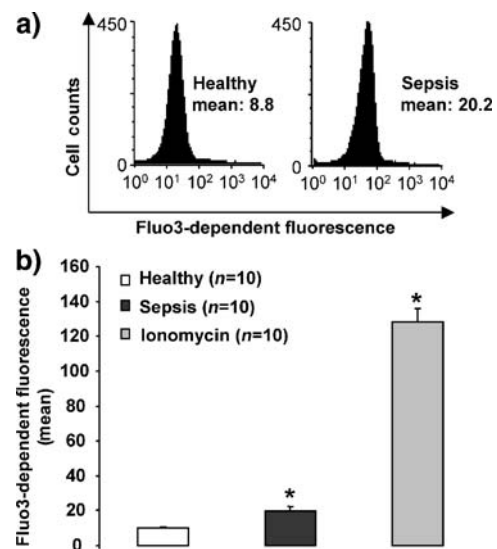 a)
450
450
Healthy
mean: 8.8
Sepsis
mean: 20.2
Cell counts
0
0
10⁰ 10¹ 10² 10³ 10⁴
10⁰ 10¹ 10² 10³ 10⁴
Fluo3-dependent fluorescence
b)
160
140
120
100
80
60
40
20
0
Fluo3-dependent fluorescence
(mean)
Healthy (n=10)
Sepsis (n=10)
Ionomycin (n=10)
*
*